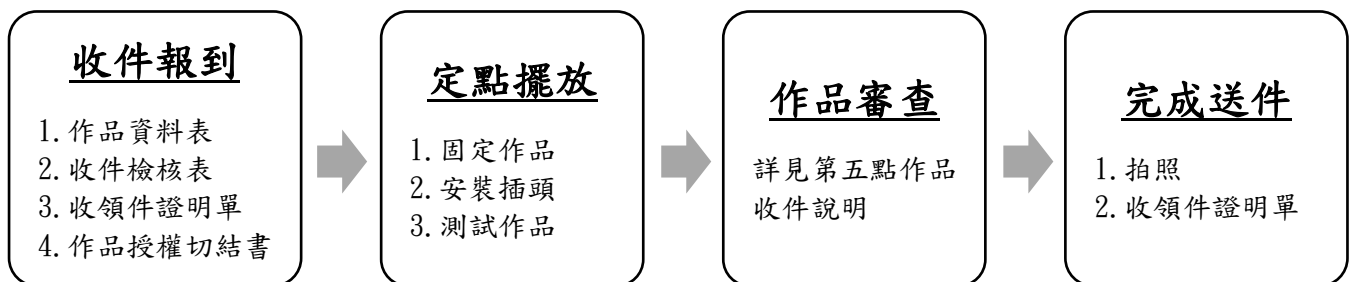 收件報到
1.作品資料表
2.收件檢核表
3.收領件證明單
4.作品授權切結書
定點擺放
1.固定作品
2.安裝插頭
3.測試作品
作品審查
詳見第五點作品
收件說明
完成送件
1.拍照
2.收領件證明單